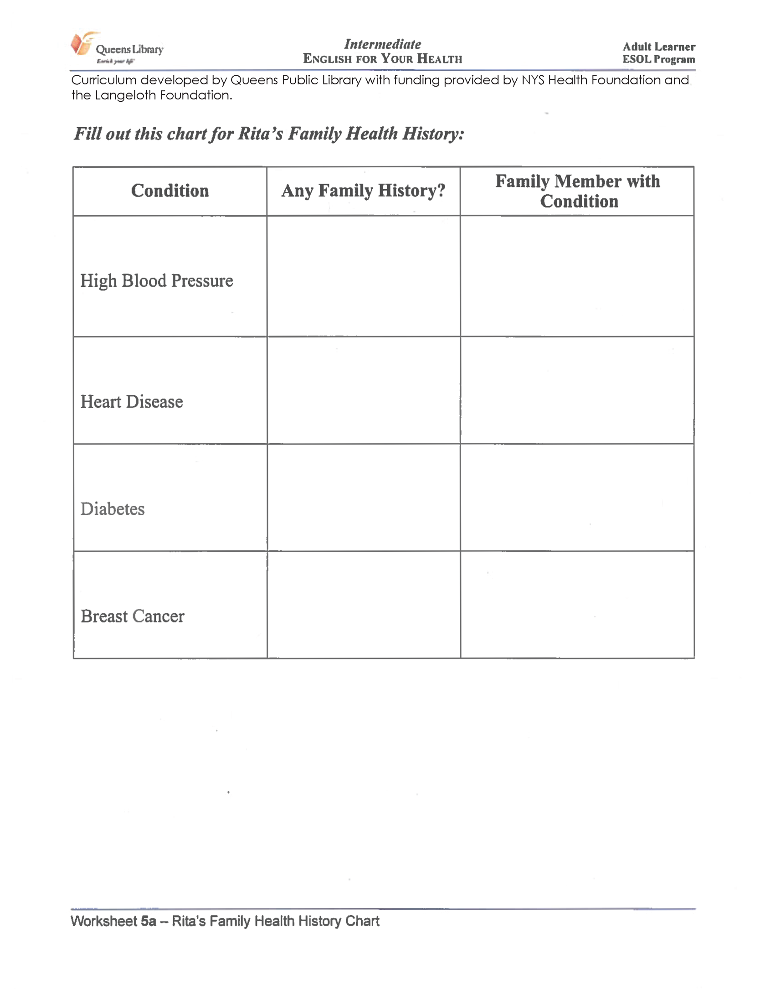 Queens Library
Enrich your life
Intermediate
ENGLISH FOR YOUR HEALTH
Adult Learner
ESOL Program
Curriculum developed by Queens Public Library with funding provided by NYS Health Foundation and
the Langeloth Foundation.
Fill out this chart for Rita's Family Health History:
Condition
Any Family History?
Family Member with
Condition
High Blood Pressure
Heart Disease
Diabetes
Breast Cancer
Worksheet 5a – Rita's Family Health History Chart